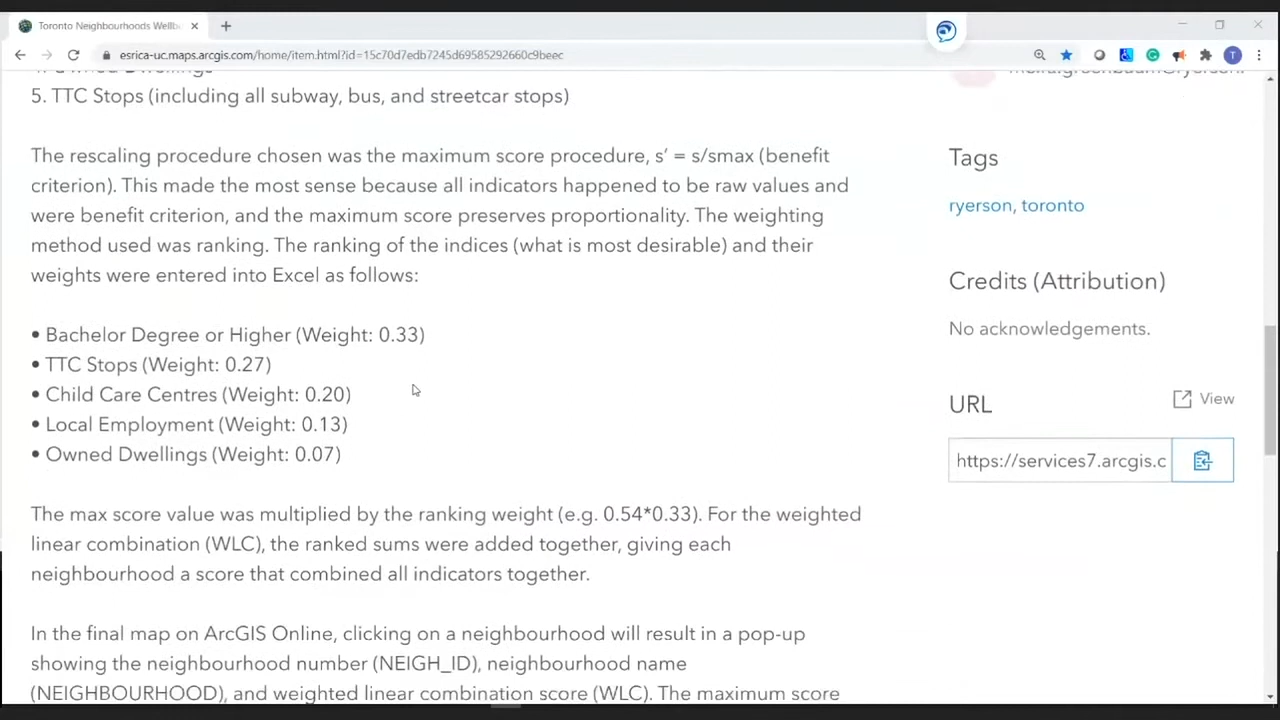 Toronto Neighbourhoods Wellb
esrica-uc.maps.arcgis.com/home/item.html?id=15c70d7edb7245d69585292660c9beec
T
5. TTC Stops (including all subway, bus, and streetcar stops)
The rescaling procedure chosen was the maximum score procedure, s’ = s/smax (benefit
criterion). This made the most sense because all indicators happened to be raw values and
were benefit criterion, and the maximum score preserves proportionality. The weighting
method used was ranking. The ranking of the indices (what is most desirable) and their
weights were entered into Excel as follows:
• Bachelor Degree or Higher (Weight: 0.33)
• TTC Stops (Weight: 0.27)
• Child Care Centres (Weight: 0.20)
• Local Employment (Weight: 0.13)
• Owned Dwellings (Weight: 0.07)
The max score value was multiplied by the ranking weight (e.g. 0.54*0.33). For the weighted
linear combination (WLC), the ranked sums were added together, giving each
neighbourhood a score that combined all indicators together.
In the final map on ArcGIS Online, clicking on a neighbourhood will result in a pop-up
showing the neighbourhood number (NEIGH_ID), neighbourhood name
(NEIGHBOURHOOD), and weighted linear combination score (WLC). The maximum score
Tags
ryerson, toronto
Credits (Attribution)
No acknowledgements.
URL
View
https://services7.arcgis.c